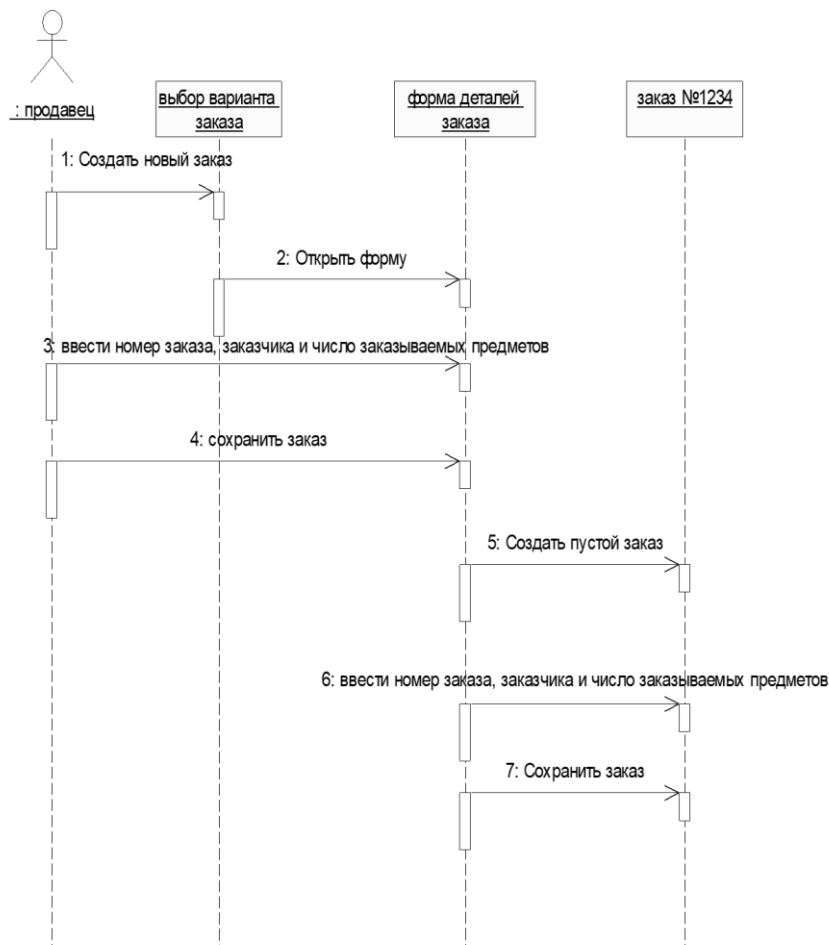 : продавец
выбор варианта
заказа
форма деталей
заказа
заказ №1234
1: Создать новый заказ
2: Открыть форму
3: ввести номер заказа, заказчика и число заказываемых предметов
4: сохранить заказ
5: Создать пустой заказ
6: ввести номер заказа, заказчика и число заказываемых предметов
7: Сохранить заказ